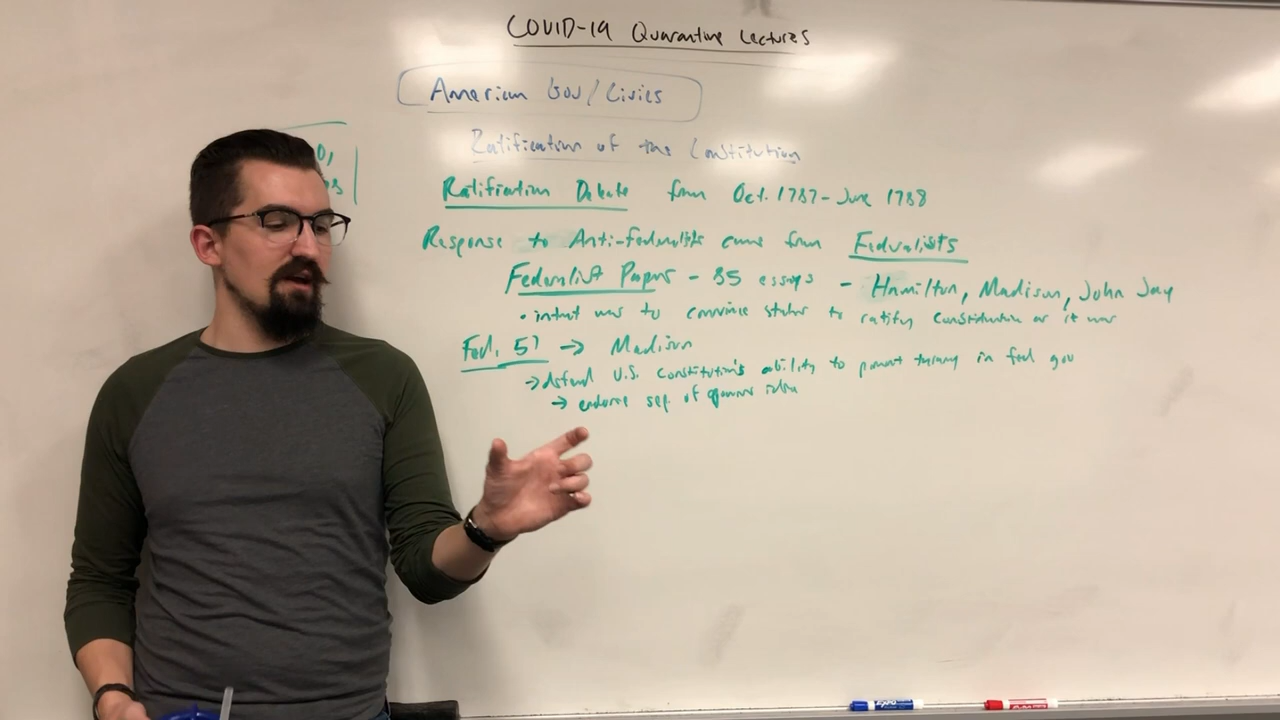 COVID-19 Quarantine Lectures
American Gov/Civics
Ratification of the Constitution
Ratification Debate from Oct. 1787-June 1788
Response to Anti-Federalists came from Federalists
Federalist Papers - 85 essays - Hamilton, Madison, John Jay
• intent was to convince states to ratify Constitution as it was
Fed. 51 → Madison
→ defend U.S. Constitution's ability to prevent tyranny in fed gov
→ endorse sep. of powers idea
EXPO